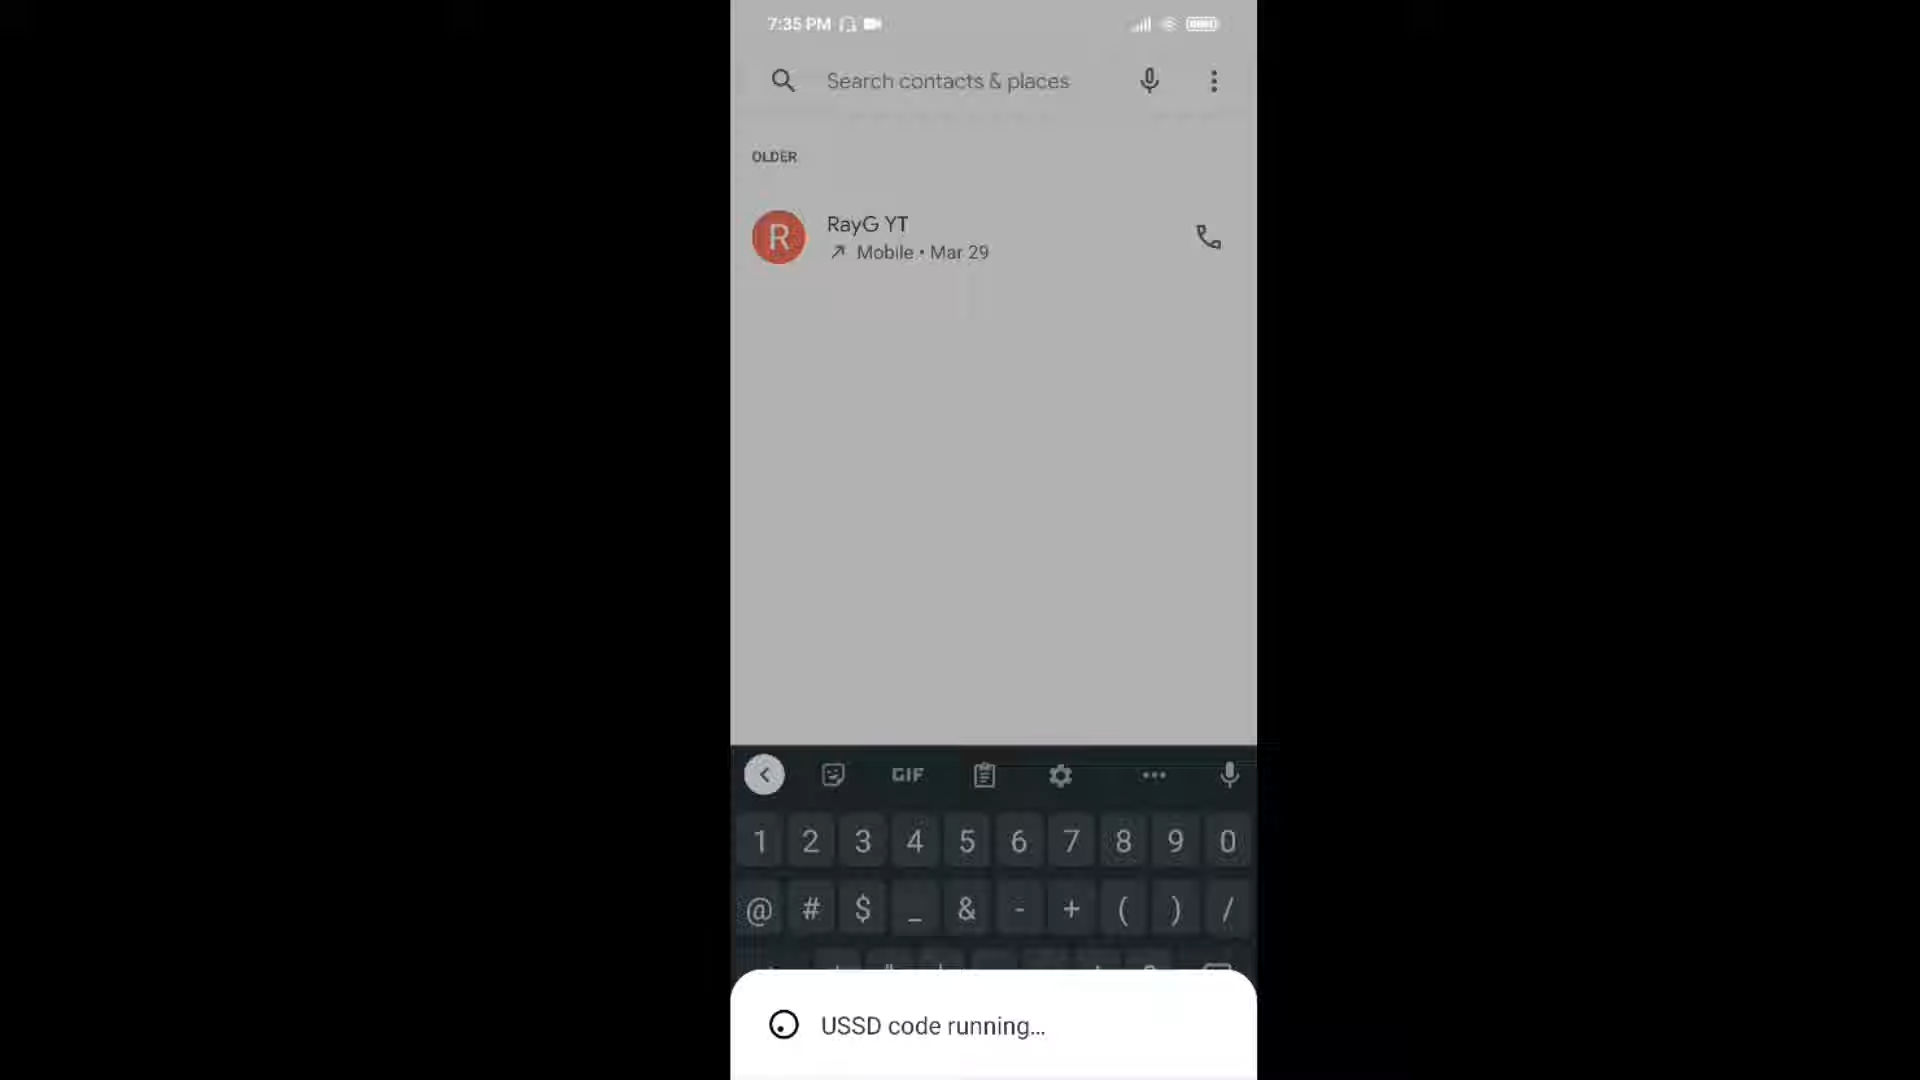 7:35 PM
Search contacts & places
OLDER
R
RayG YT
Mobile • Mar 29
GIF
1 2 3 4 5 6 7 8 9 0
@ # $ _ & - + ( ) /
USSD code running...